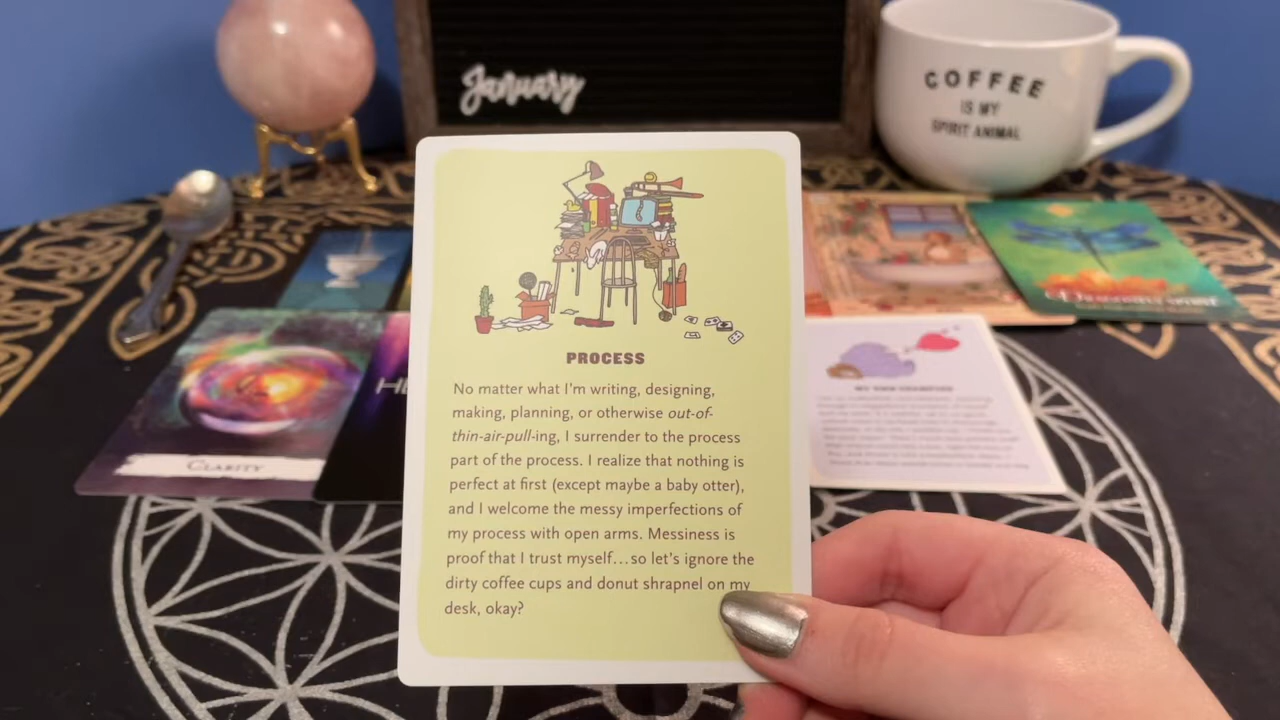 January
COFFEE
IS MY
SPIRIT ANIMAL
PROCESS
No matter what I'm writing, designing,
making, planning, or otherwise out-of-
thin-air-pull-ing, I surrender to the process
part of the process. I realize that nothing is
perfect at first (except maybe a baby otter),
and I welcome the messy imperfections of
my process with open arms. Messiness is
proof that I trust myself...so let's ignore the
dirty coffee cups and donut shrapnel on my
desk, okay?
CLARITY
HE